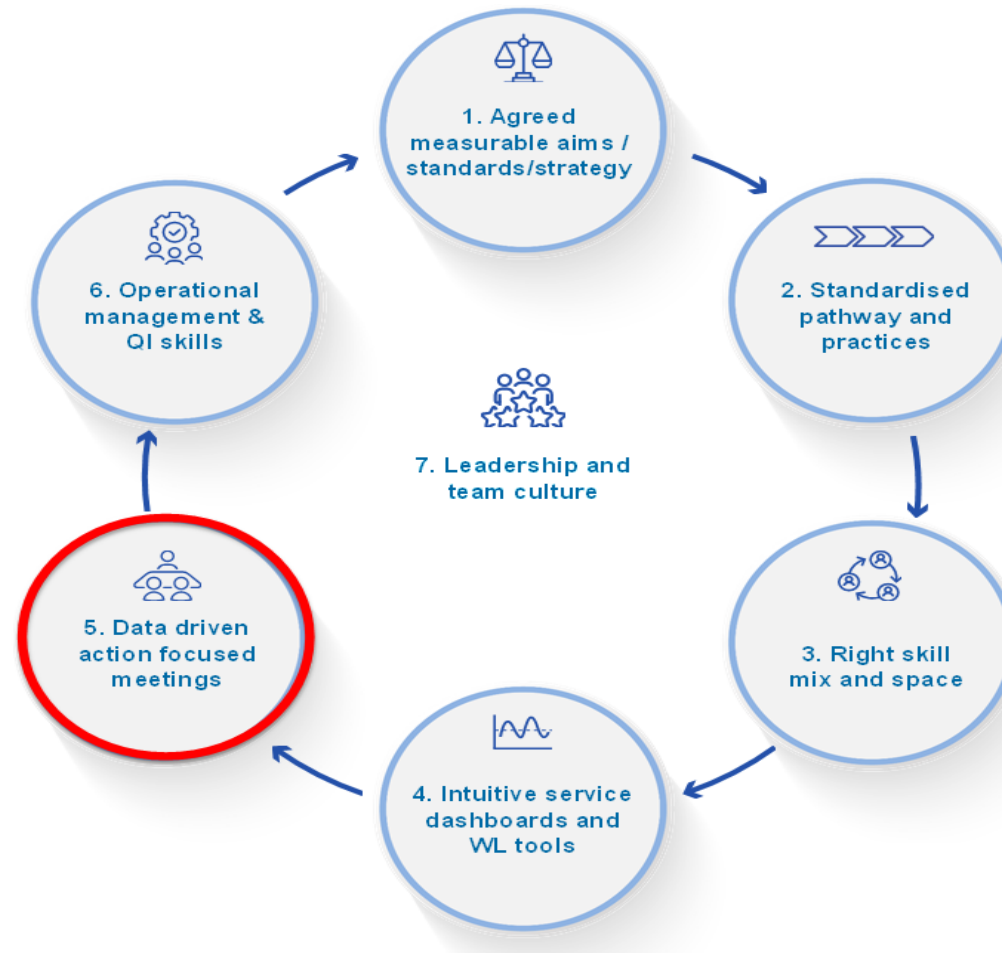 1. Agreed
measurable aims /
standards/strategy
2. Standardised
pathway and
practices
3. Right skill
mix and space
4. Intuitive service
dashboards and
WL tools
5. Data driven
action focused
meetings
6. Operational
management &
QI skills
7. Leadership and
team culture